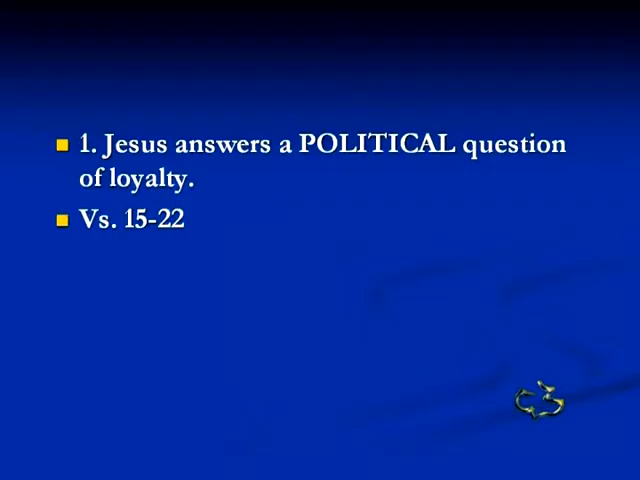 1. Jesus answers a POLITICAL question
of loyalty.
Vs. 15-22